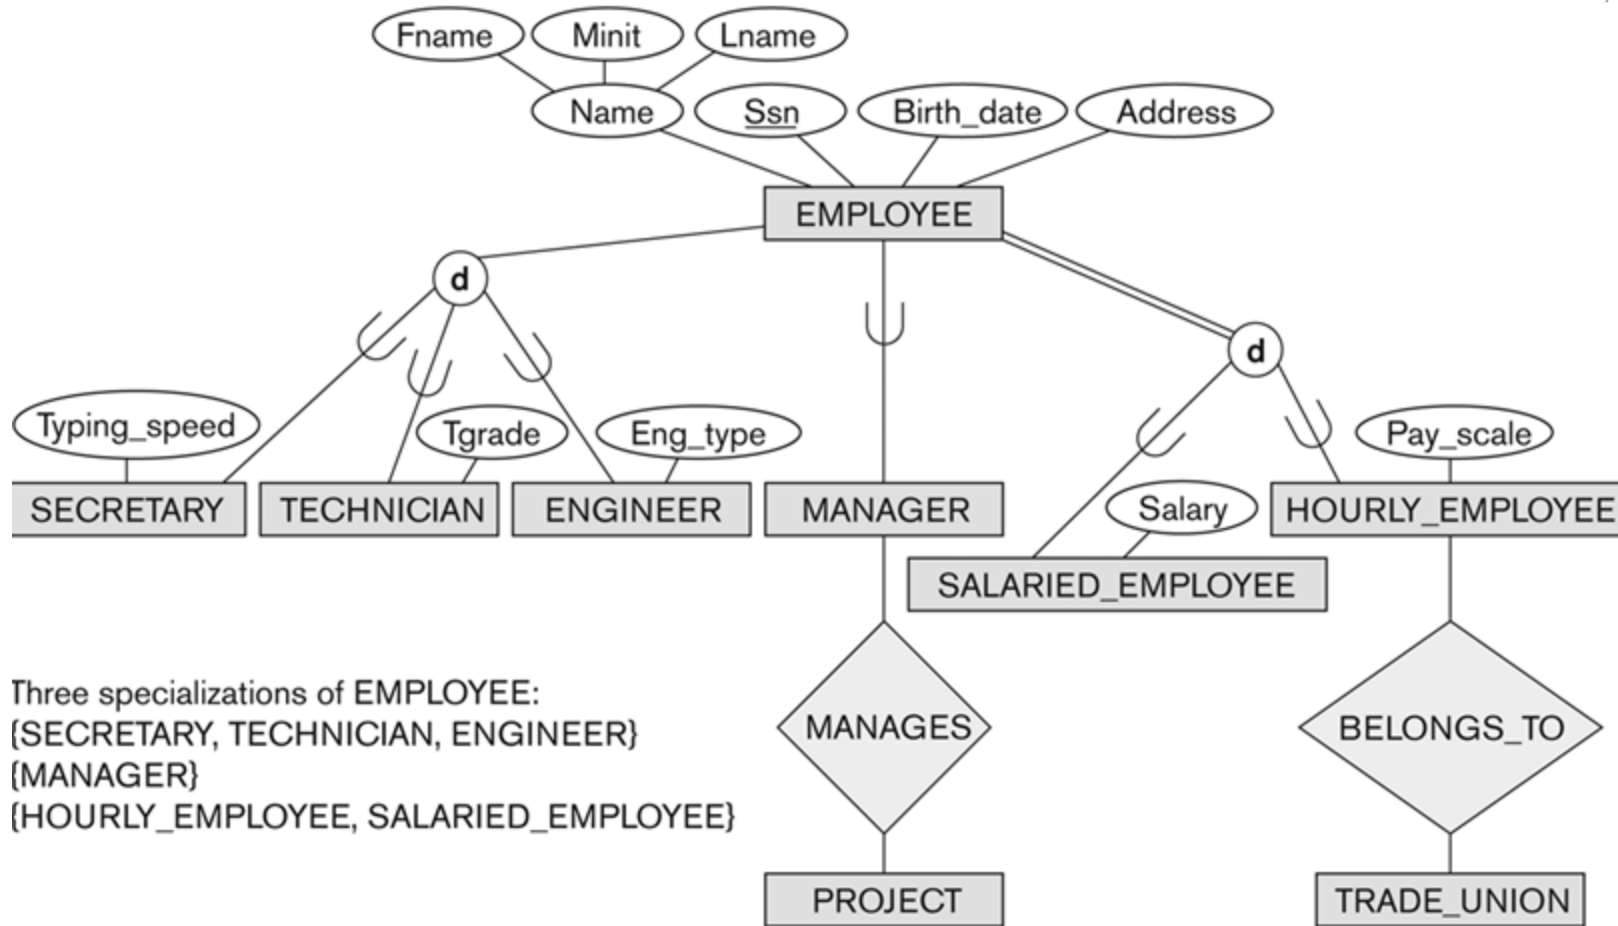 Fname
Minit
Lname
Name
Ssn
Birth_date
Address
EMPLOYEE
d
d
Typing_speed
Tgrade
Eng_type
Pay_scale
SECRETARY
TECHNICIAN
ENGINEER
MANAGER
Salary
HOURLY_EMPLOYEE
SALARIED_EMPLOYEE
Three specializations of EMPLOYEE:
{SECRETARY, TECHNICIAN, ENGINEER}
{MANAGER}
{HOURLY_EMPLOYEE, SALARIED_EMPLOYEE}
MANAGES
BELONGS_TO
PROJECT
TRADE_UNION